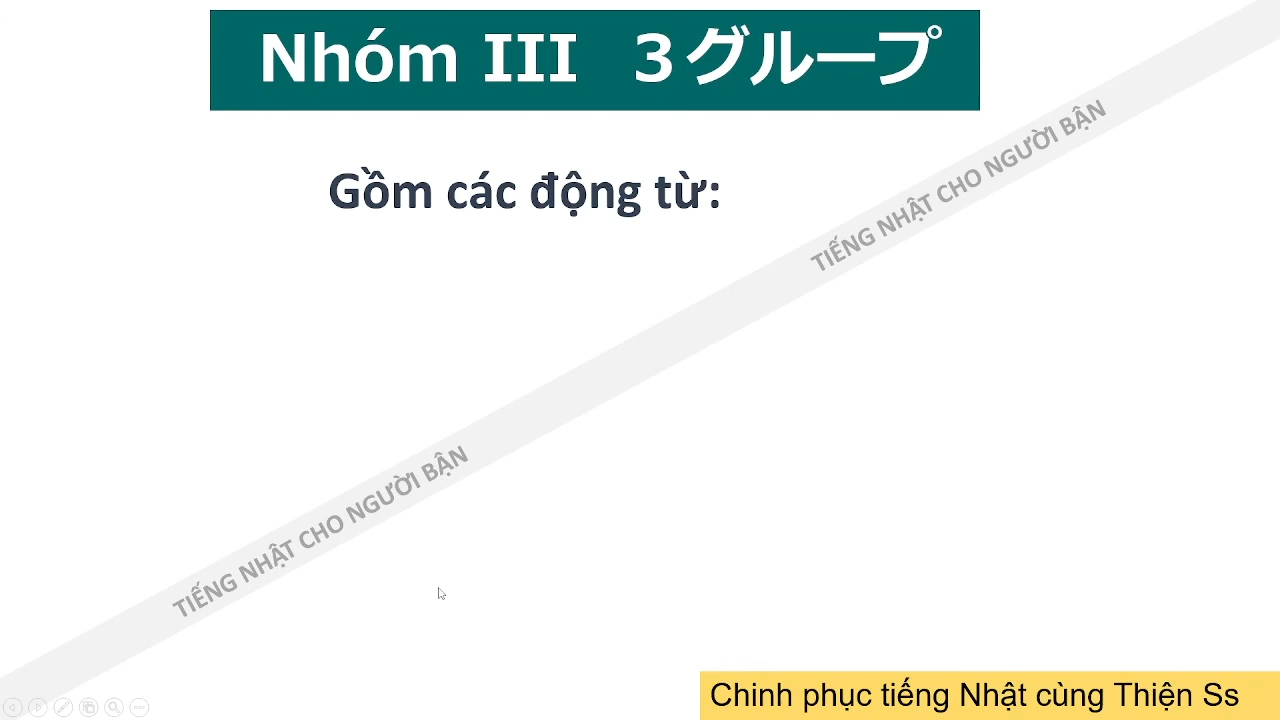 Nhóm III ３グループ
Gồm các động từ:
TIẾNG NHẬT CHO NGƯỜI BẬN
TIẾNG NHẬT CHO NGƯỜI BẬN
Chinh phục tiếng Nhật cùng Thiện Ss